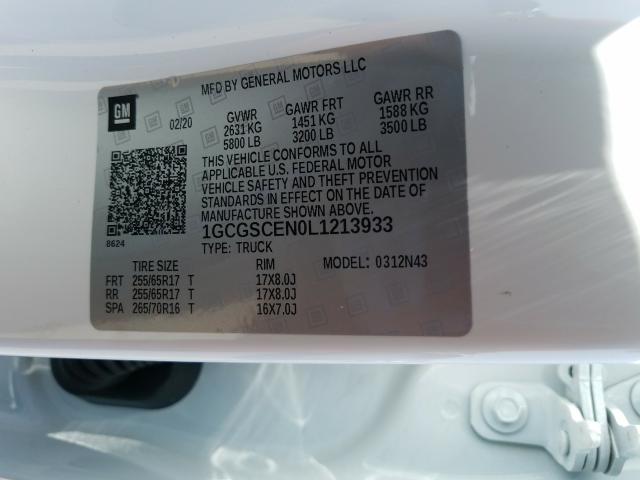 MFD BY GENERAL MOTORS LLC
GM
02/20
GVWR GAWR FRT GAWR RR
2631 KG 1451 KG 1588 KG
5800 LB 3200 LB 3500 LB
THIS VEHICLE CONFORMS TO ALL
APPLICABLE U.S. FEDERAL MOTOR
VEHICLE SAFETY AND THEFT PREVENTION
STANDARDS IN EFFECT ON THE DATE OF
MANUFACTURE SHOWN ABOVE.
8624
1GCGSCEN0L1213933
TYPE: TRUCK
TIRE SIZE RIM MODEL: 0312N43
FRT 255/65R17 T 17X8.0J
RR 255/65R17 T 17X8.0J
SPA 265/70R16 T 16X7.0J